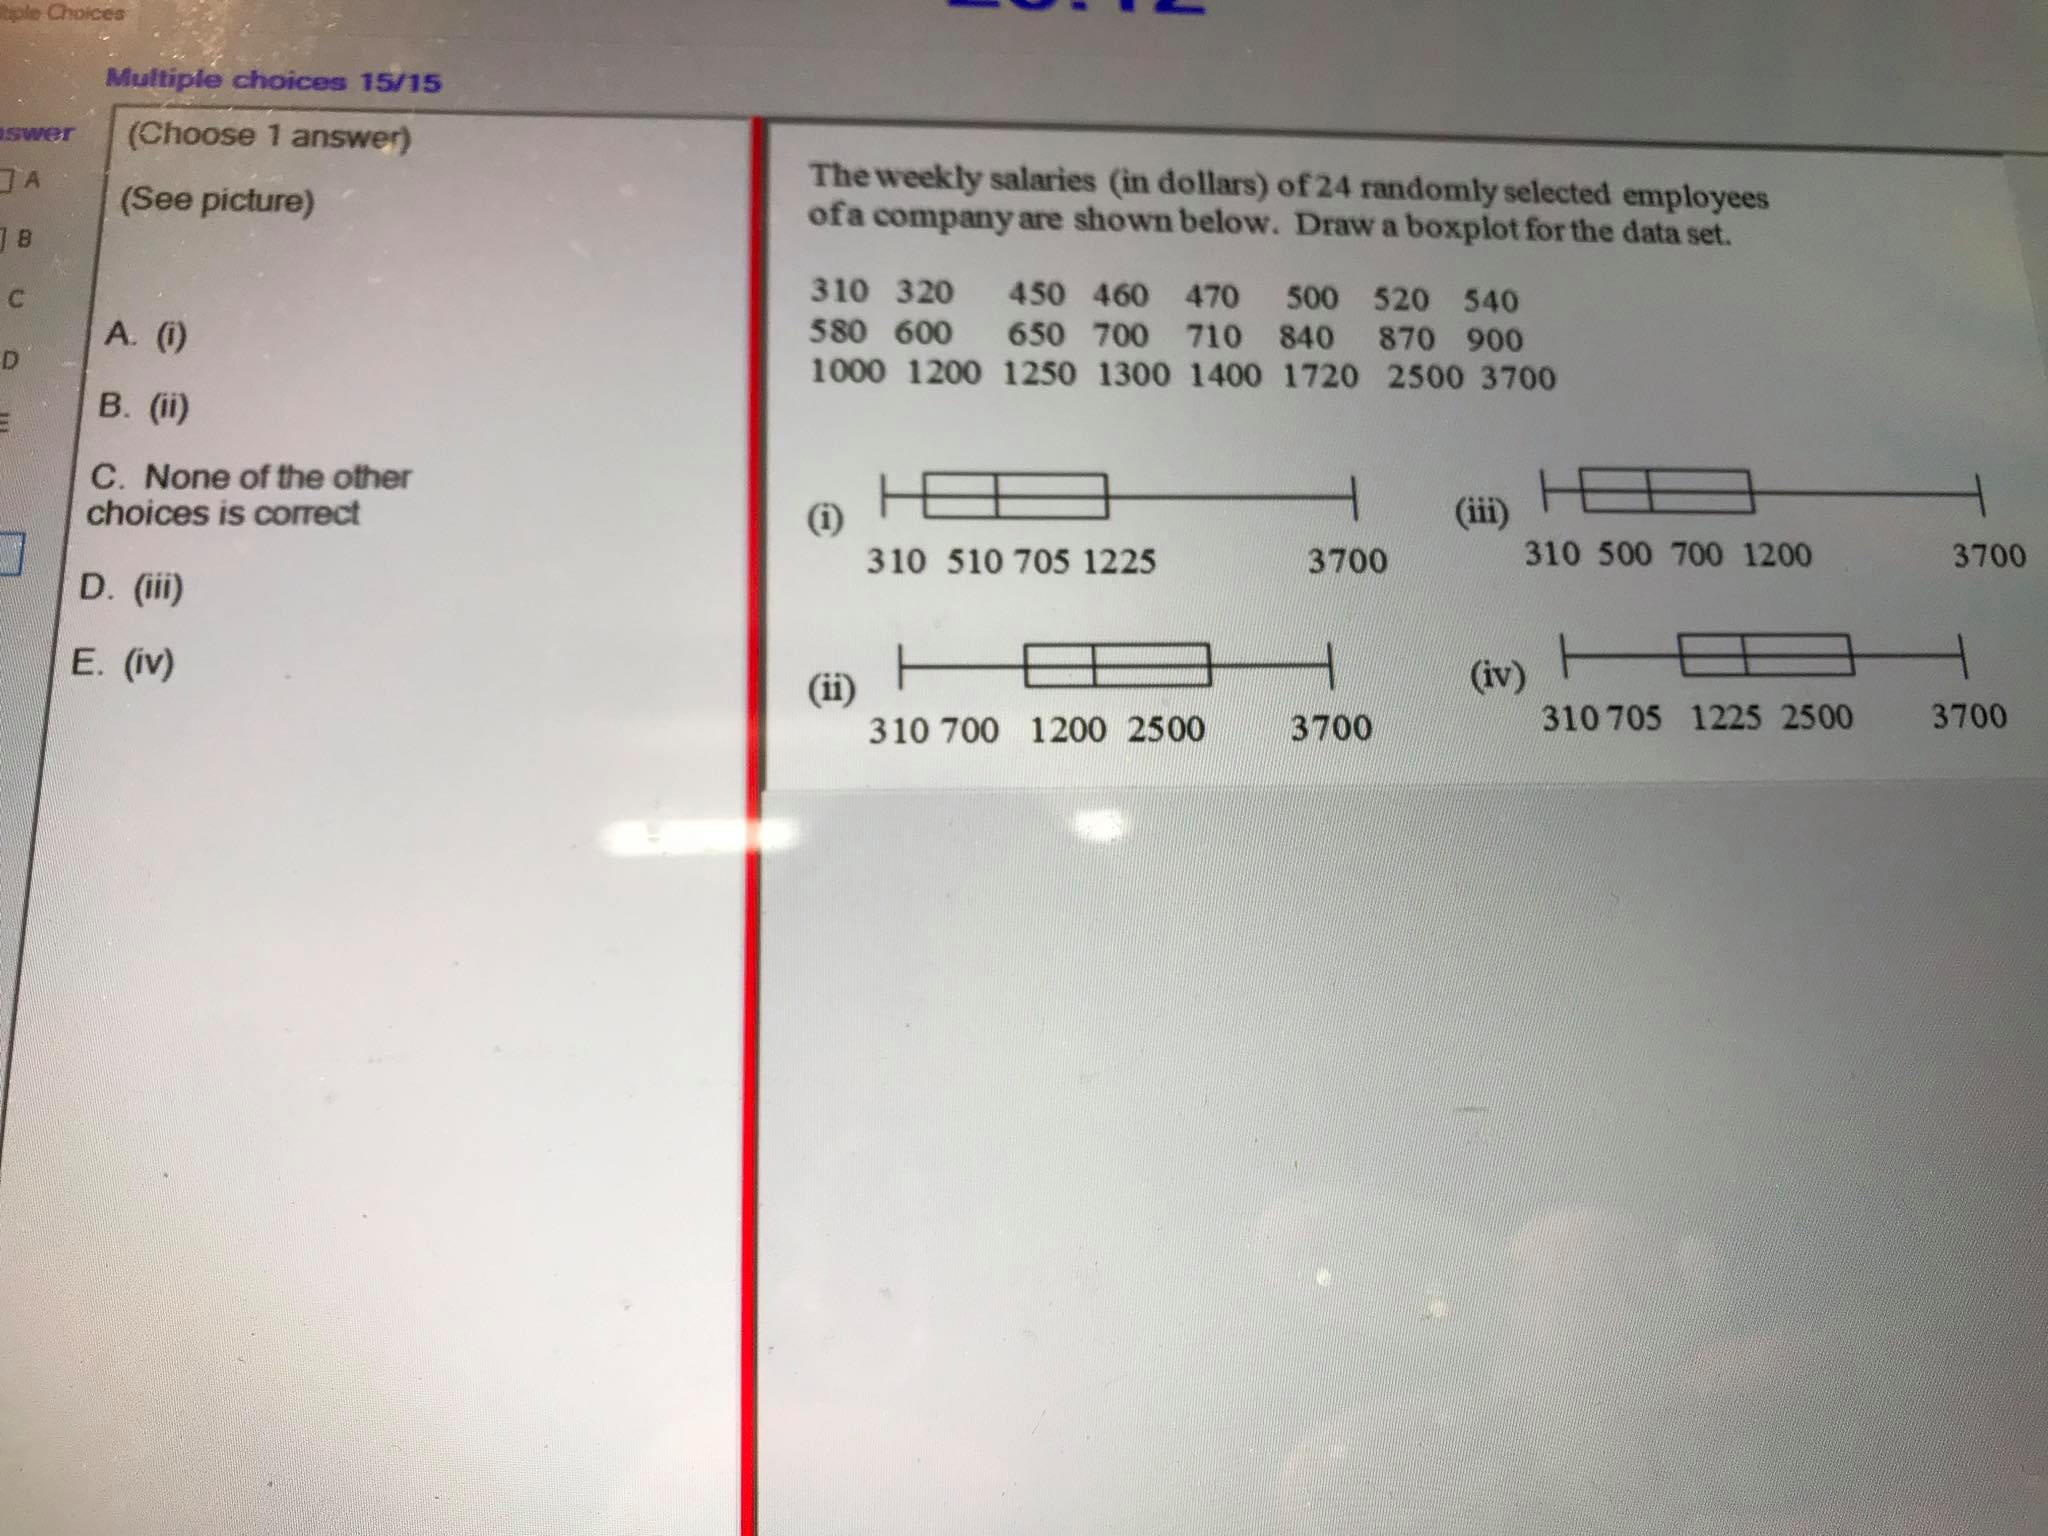 Choices
Multiple choices 15/15
(Choose 1 answer)
A
(See picture)
B
C
A. (i)
D
B. (ii)
E
C. None of the other
choices is correct
D. (iii)
E. (iv)
The weekly salaries (in dollars) of 24 randomly selected employees
of a company are shown below. Draw a boxplot for the data set.
310 320 450 460 470 500 520 540
580 600 650 700 710 840 870 900
1000 1200 1250 1300 1400 1720 2500 3700
(i)
310 510 705 1225 3700
(iii)
310 500 700 1200 3700
(ii)
310 700 1200 2500 3700
(iv)
310 705 1225 2500 3700